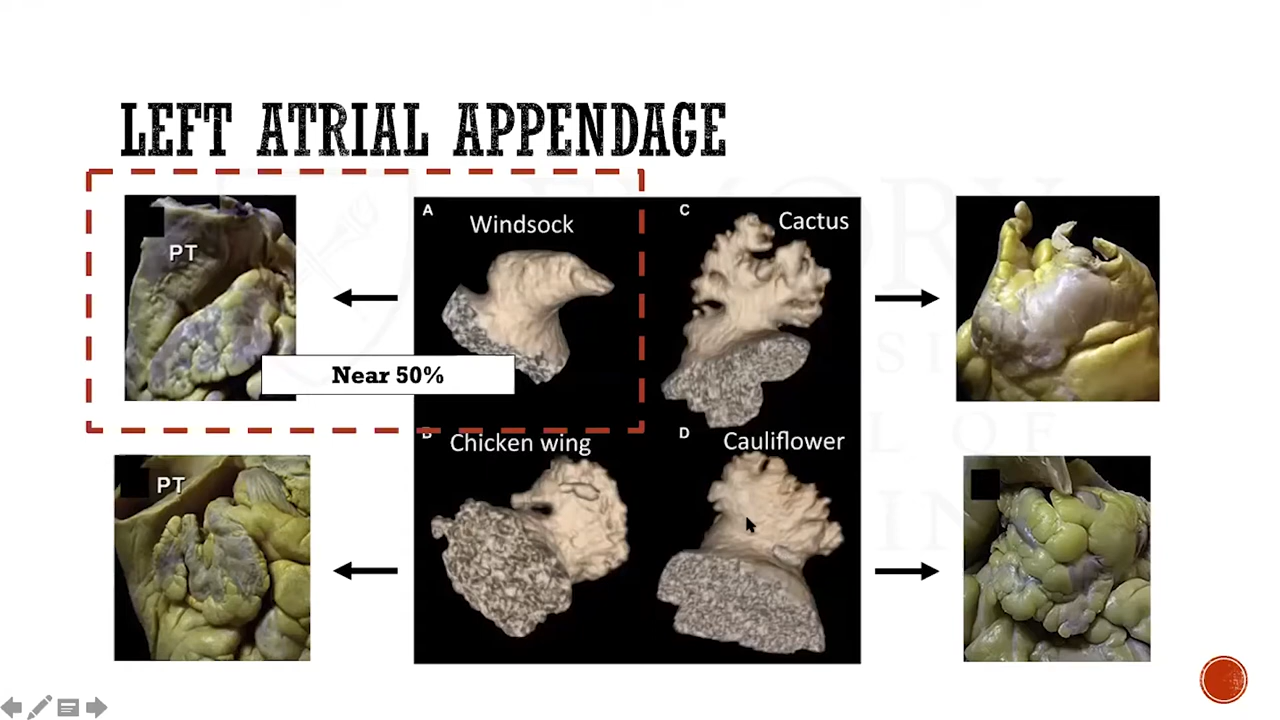 LEFT ATRIAL APPENDAGE
PT
A
Windsock
C
Cactus
Near 50%
PT
B
Chicken wing
D
Cauliflower